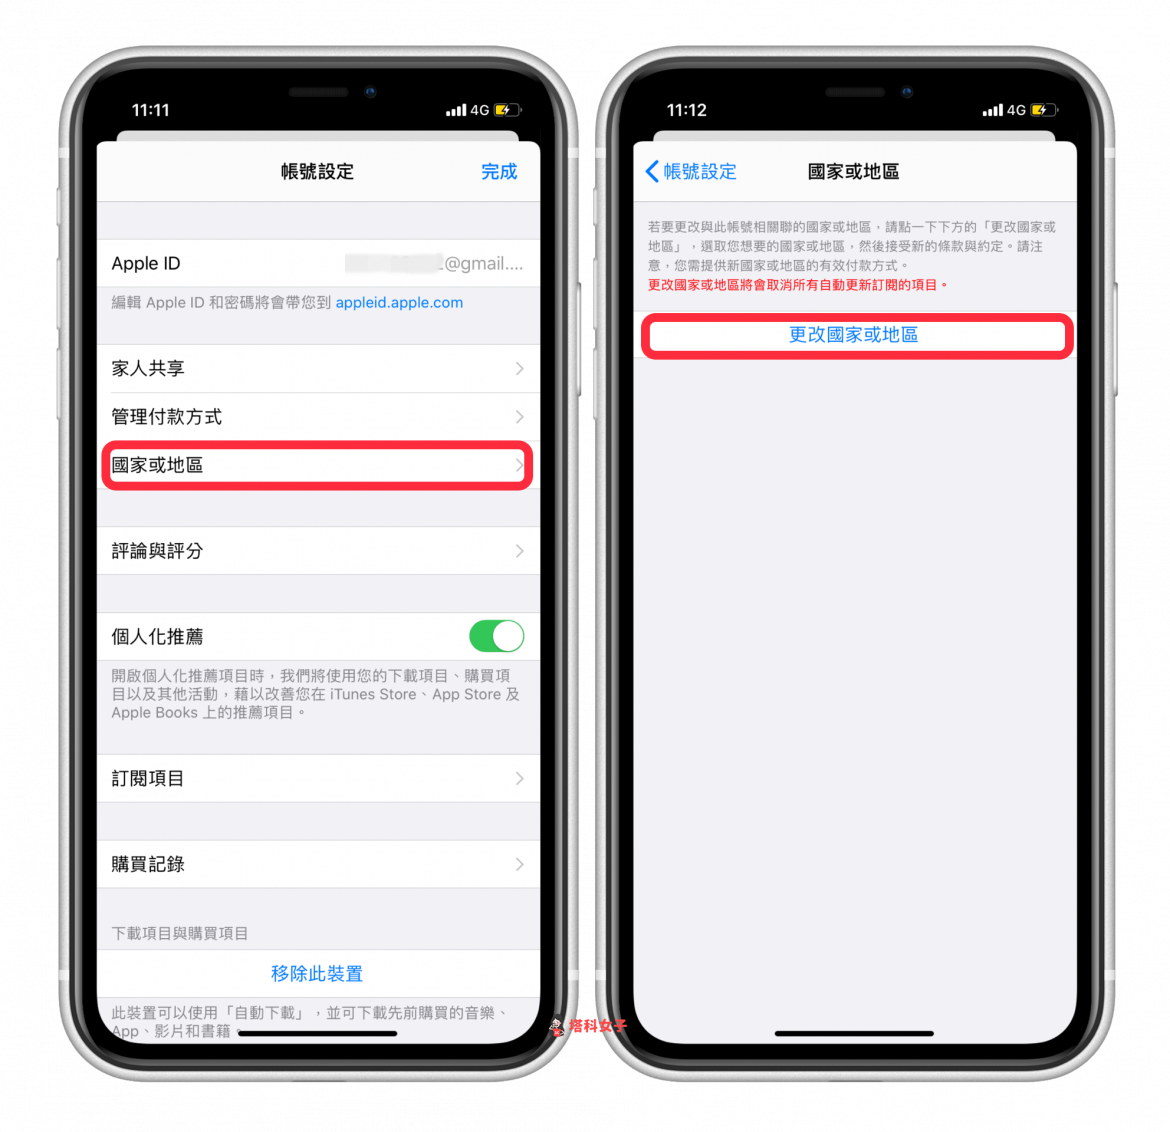 11:11
4G
帳號設定
完成
Apple ID
@gmail....
編輯 Apple ID 和密碼將會帶您到 appleid.apple.com
家人共享
管理付款方式
國家或地區
評論與評分
個人化推薦
開啟個人化推薦項目時，我們將使用您的下載項目、購買項
目以及其他活動，藉以改善您在 iTunes Store、App Store 及
Apple Books 上的推薦項目。
訂閱項目
購買記錄
下載項目與購買項目
移除此裝置
此裝置可以使用「自動下載」，並可下載先前購買的音樂、
App、影片和書籍。
塔科女子
11:12
4G
帳號設定
國家或地區
若要更改與此帳號相關聯的國家或地區，請點一下下方的「更改國家或
地區」，選取您想要的國家或地區，然後接受新的條款與約定。請注
意，您需提供新國家或地區的有效付款方式。
更改國家或地區將會取消所有自動更新訂閱的項目。
更改國家或地區